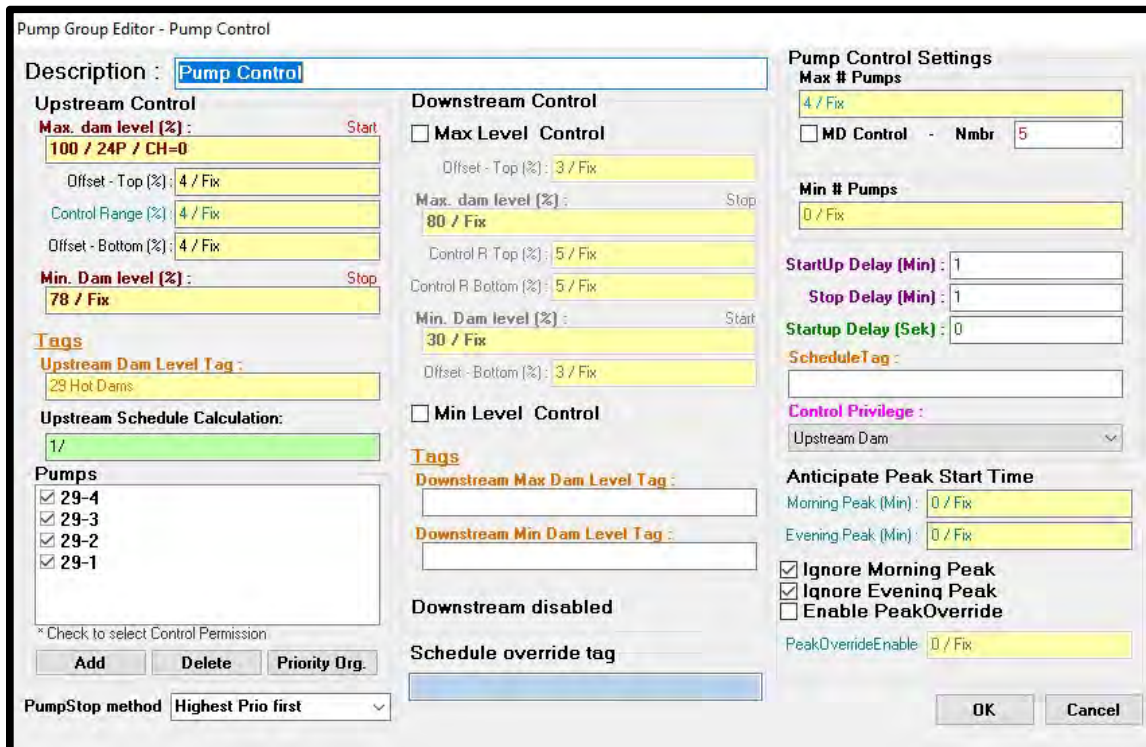 Pump Group Editor - Pump Control
Description : Pump Control
Upstream Control
Max. dam level (%) : Start
100 / 24P / CH=0
Offset - Top (%) : 4 / Fix
Control Range (%) : 4 / Fix
Offset - Bottom (%) : 4 / Fix
Min. Dam level (%) : Stop
78 / Fix
Tags
Upstream Dam Level Tag :
29 Hot Dams
Upstream Schedule Calculation:
1/
Pumps
29-4
29-3
29-2
29-1
* Check to select Control Permission
Add Delete Priority Org.
PumpStop method Highest Prio first
Downstream Control
Max Level Control
Offset - Top (%) : 3 / Fix
Max. dam level (%) : Stop
80 / Fix
Control R Top (%) : 5 / Fix
Control R Bottom (%) : 5 / Fix
Min. Dam level (%) : Start
30 / Fix
Offset - Bottom (%) : 3 / Fix
Min Level Control
Tags
Downstream Max Dam Level Tag :
Downstream Min Dam Level Tag :
Downstream disabled
Schedule override tag
Pump Control Settings
Max # Pumps
4 / Fix
MD Control - Nmbr 5
Min # Pumps
0 / Fix
StartUp Delay (Min) : 1
Stop Delay (Min) : 1
Startup Delay (Sek) : 0
ScheduleTag :
Control Privilege :
Upstream Dam
Anticipate Peak Start Time
Morning Peak (Min) : 0 / Fix
Evening Peak (Min) : 0 / Fix
Ignore Morning Peak
Ignore Evening Peak
Enable PeakOverride
PeakOverrideEnable 0 / Fix
OK Cancel